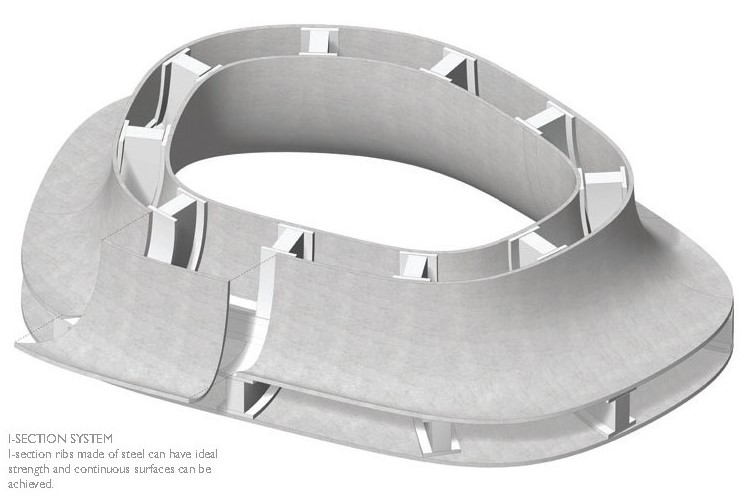 I-SECTION SYSTEM
I-section ribs made of steel can have ideal
strength and continuous surfaces can be
achieved.